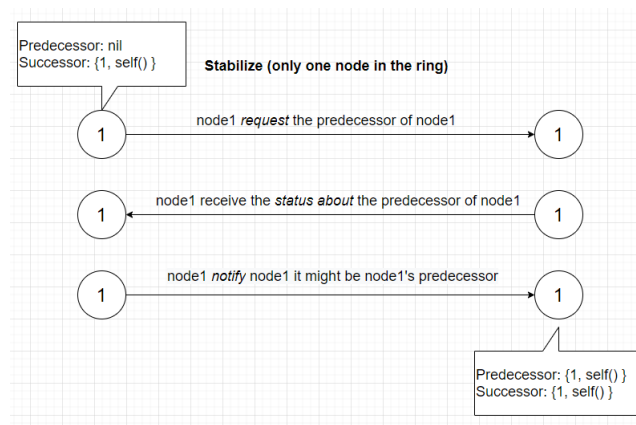 Predecessor: nil
Successor: {1, self() }
Stabilize (only one node in the ring)
node1 request the predecessor of node1
1
1
node1 receive the status about the predecessor of node1
1
1
node1 notify node1 it might be node1's predecessor
1
1
Predecessor: {1, self() }
Successor: {1, self() }